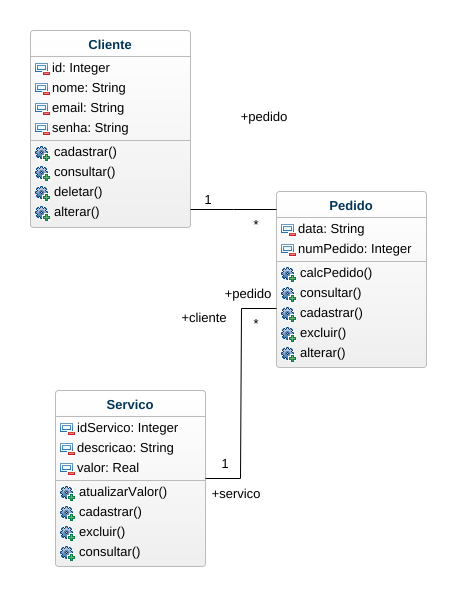 Cliente
id: Integer
nome: String
email: String
senha: String
cadastrar()
consultar()
deletar()
alterar()
+pedido
1
*
Pedido
data: String
numPedido: Integer
calcPedido()
consultar()
cadastrar()
excluir()
alterar()
+pedido
+cliente
*
Servico
idServico: Integer
descricao: String
valor: Real
atualizarValor()
cadastrar()
excluir()
consultar()
1
+servico